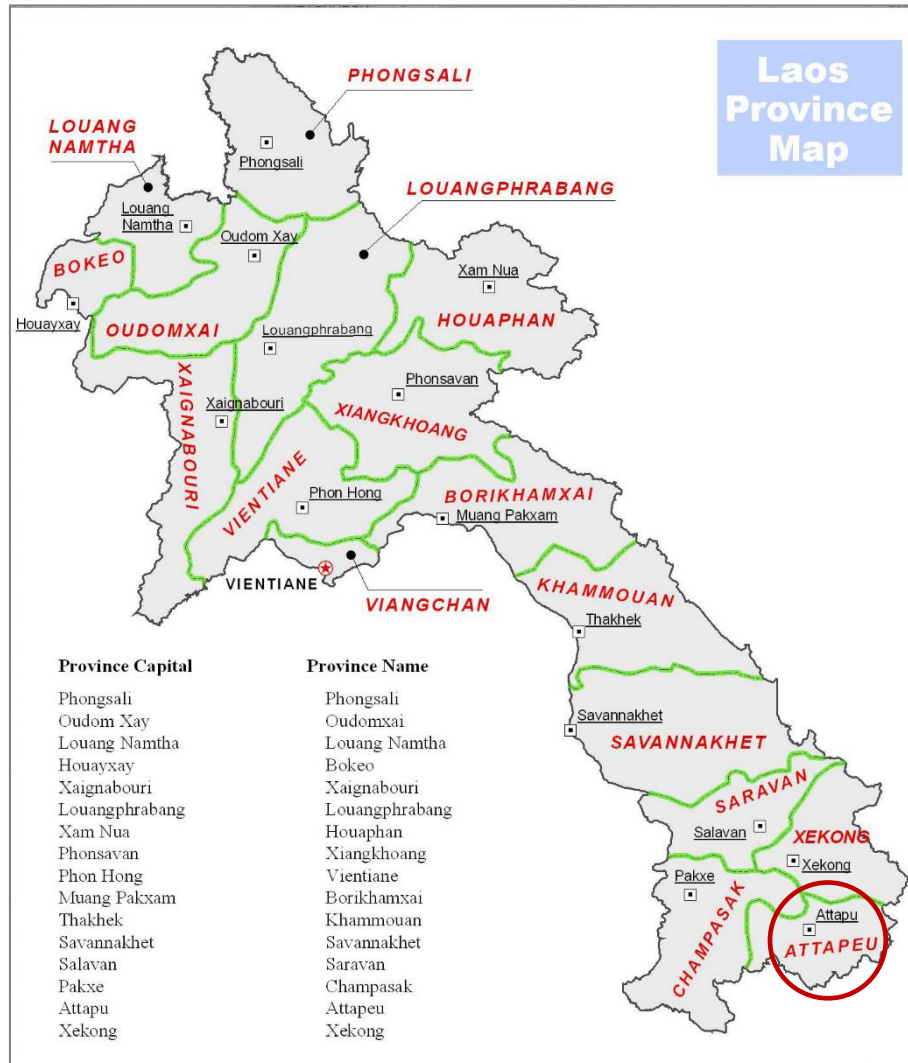 Laos
Province
Map
PHONGSALI
LOUANG
NAMTHA
Phongsali
LOUANGPHRABANG
Louang
Namtha
Oudom Xay
BOKEO
Xam Nua
Houayxay
OUDOMXAI
Louangphrabang
HOUAPHAN
XAIGNABOURI
Phonsavan
Xaignabouri
XIANGKHOANG
VIENTIANE
Phon Hong
BORIKHAMXAI
Muang Pakxam
VIENTIANE
VIANGCHAN
KHAMMOUAN
Thakhek
Savannakhet
SAVANNAKHET
SARAVAN
Salavan
XEKONG
Xekong
Pakxe
CHAMPASAK
Attapu
ATTAPEU
Province Capital Province Name
Phongsali Phongsali
Oudom Xay Oudomxai
Louang Namtha Louang Namtha
Houayxay Bokeo
Xaignabouri Xaignabouri
Louangphrabang Louangphrabang
Xam Nua Houaphan
Phonsavan Xiangkhoang
Phon Hong Vientiane
Muang Pakxam Borikhamxai
Thakhek Khammouan
Savannakhet Savannakhet
Salavan Saravan
Pakxe Champasak
Attapu Attapeu
Xekong Xekong